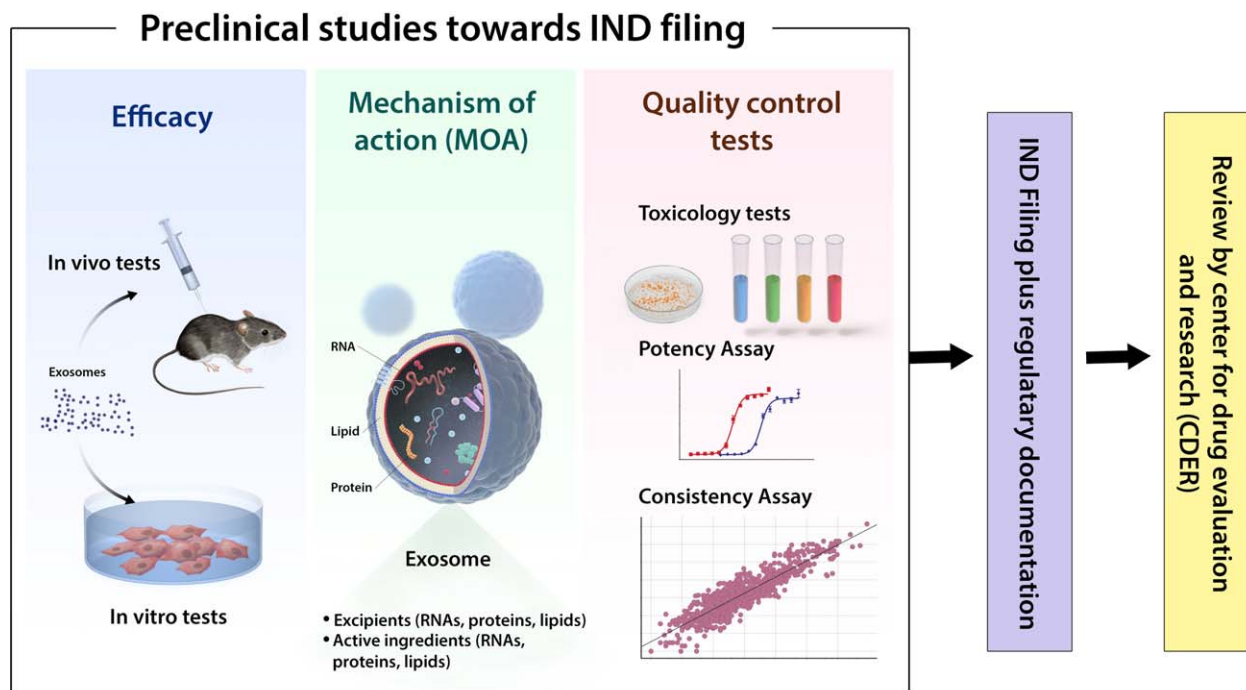 Preclinical studies towards IND filing
Efficacy
In vivo tests
Exosomes
In vitro tests
Mechanism of
action (MOA)
RNA
Lipid
Protein
Exosome
• Excipients (RNAs, proteins, lipids)
• Active ingredients (RNAs,
proteins, lipids)
Quality control
tests
Toxicology tests
Potency Assay
Consistency Assay
IND Filing plus regulatary documentation
Review by center for drug evaluation
and research (CDER)